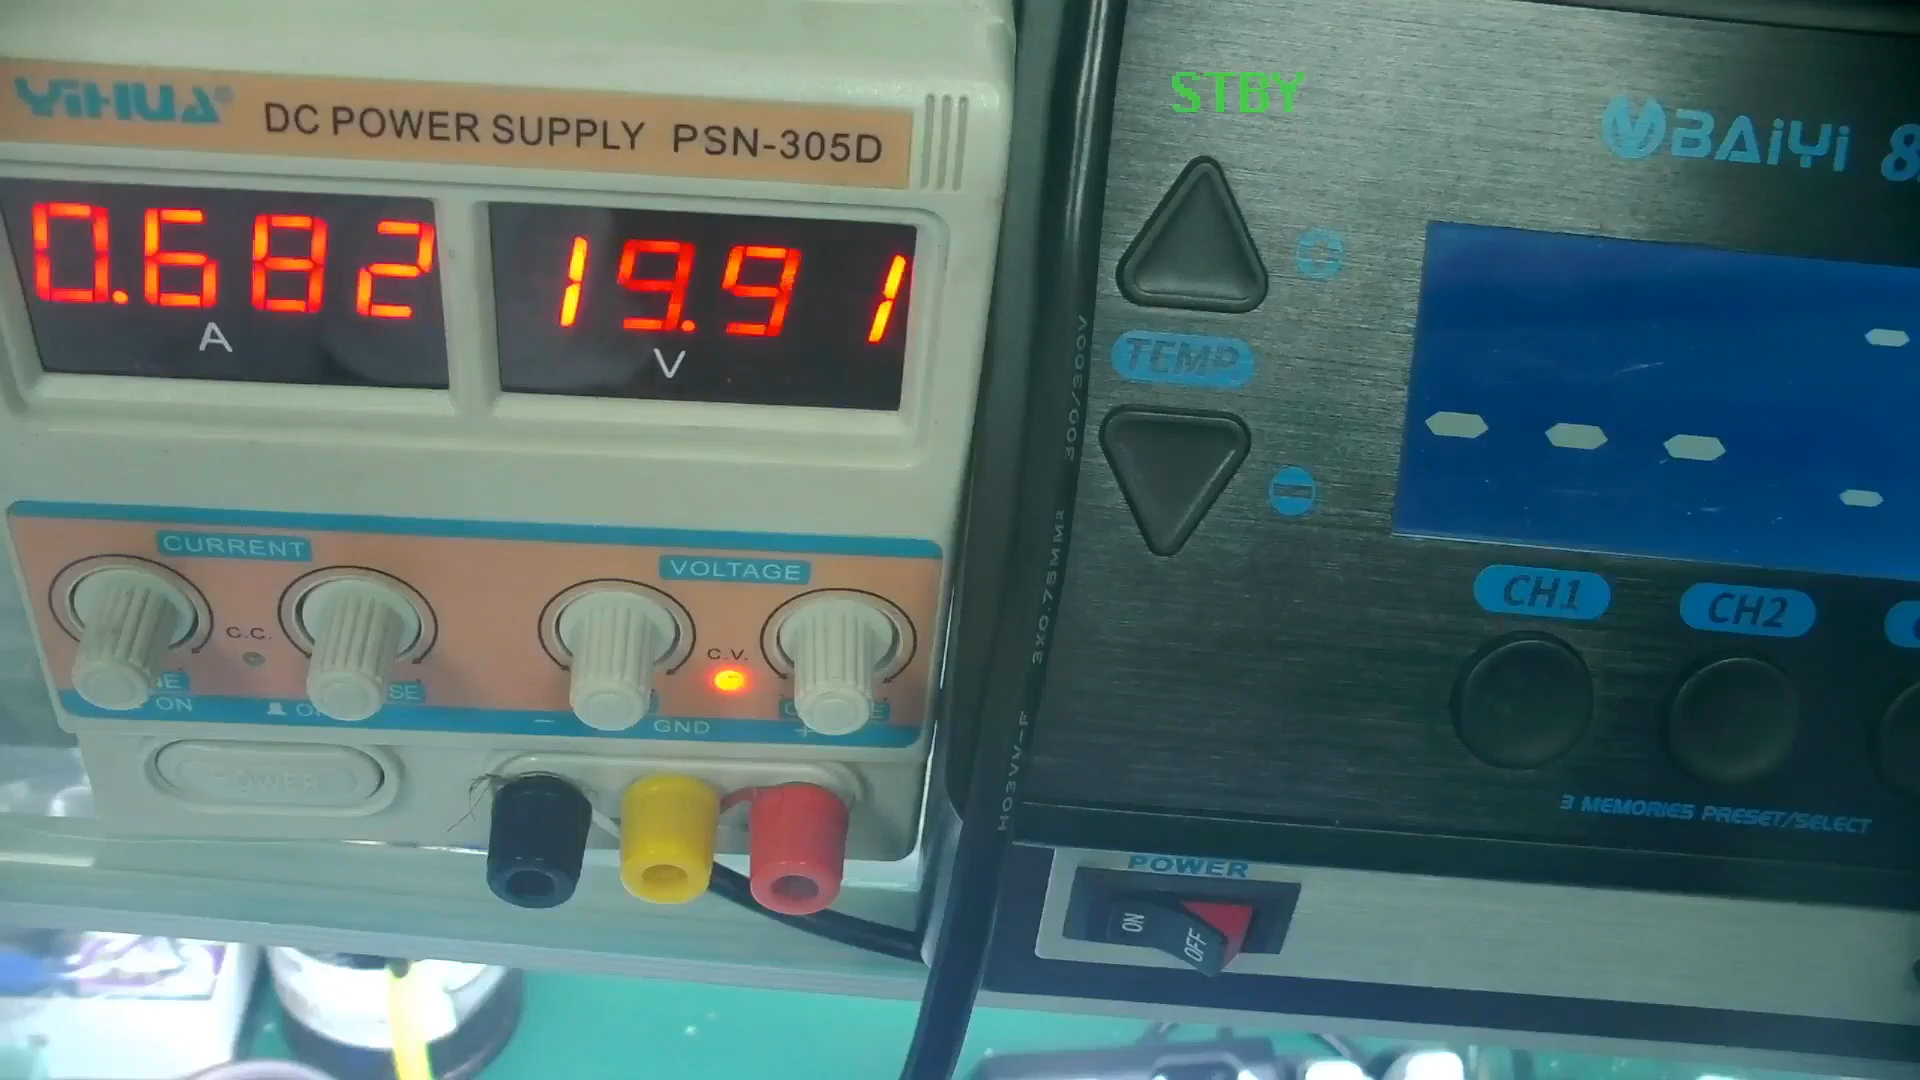 YiHUA® DC POWER SUPPLY PSN-305D
0.682
A
19.91
V
CURRENT
VOLTAGE
C.C.
C.V.
ON
GND
POWER
STBY
BAiYi
TEMP
300/300V
3X0.75MM²
H03VV-F
CH1
CH2
3 MEMORIES PRESET/SELECT
POWER
ON
OFF